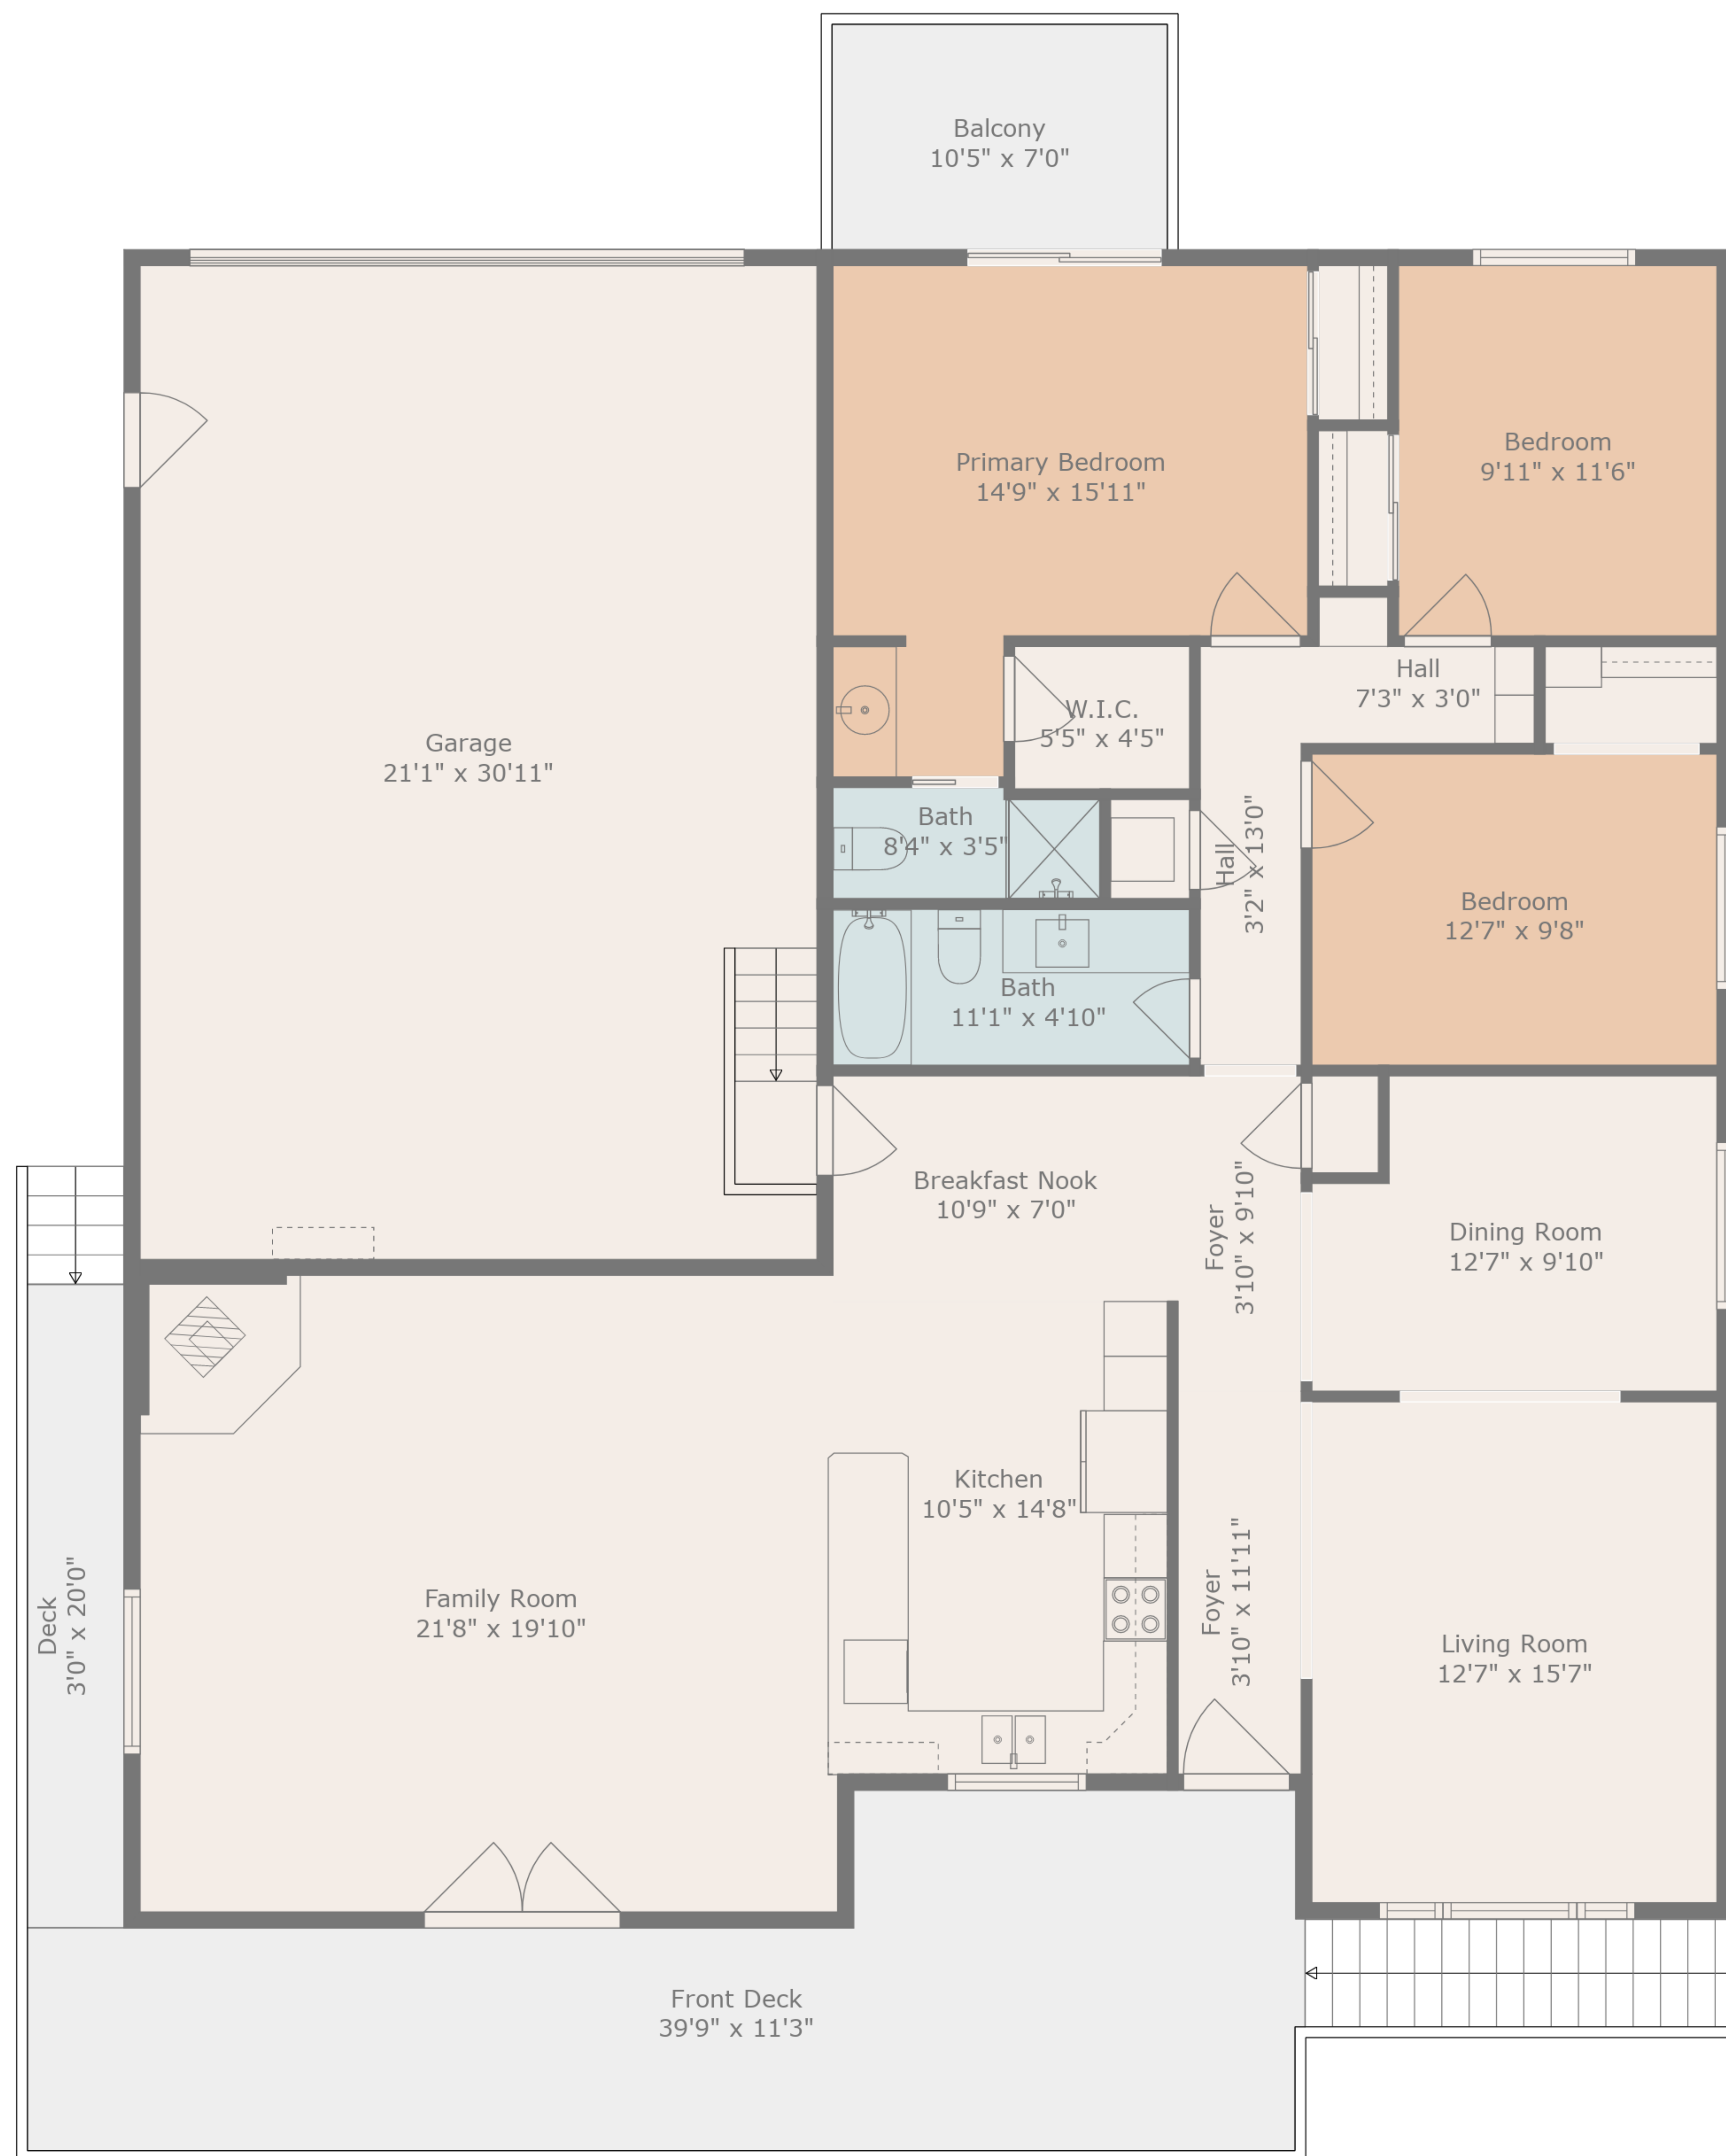 Balcony
10'5" x 7'0"
Primary Bedroom
14'9" x 15'11"
Bedroom
9'11" x 11'6"
Hall
7'3" x 3'0"
W.I.C.
5'5" x 4'5"
Garage
21'1" x 30'11"
Bath
8'4" x 3'5"
Hall
3'2" x 13'0"
Bedroom
12'7" x 9'8"
Bath
11'1" x 4'10"
Breakfast Nook
10'9" x 7'0"
Foyer
3'10" x 9'10"
Dining Room
12'7" x 9'10"
Kitchen
10'5" x 14'8"
Deck
3'0" x 20'0"
Family Room
21'8" x 19'10"
Foyer
3'10" x 11'11"
Living Room
12'7" x 15'7"
Front Deck
39'9" x 11'3"